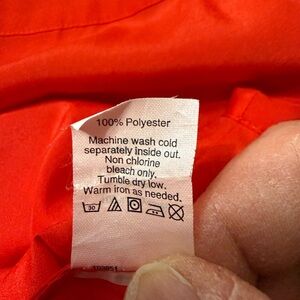 100% Polyester
Machine wash cold
separately inside out.
Non chlorine
bleach only.
Tumble dry low.
Warm iron as needed.
30